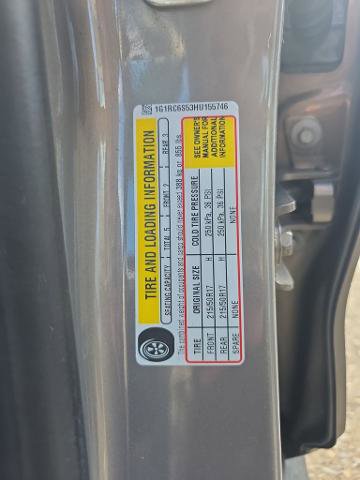 1G1RC6S53HU155746
TIRE AND LOADING INFORMATION
SEATING CAPACITY TOTAL 5 FRONT 2 REAR 3
The combined weight of occupants and cargo should never exceed 388 kg or 855 lbs.
TIRE ORIGINAL SIZE COLD TIRE PRESSURE
FRONT 215/50R17 H 250 kPa, 36 PSI
REAR 215/50R17 H 250 kPa, 36 PSI
SPARE NONE NONE
SEE OWNER'S
MANUAL FOR
ADDITIONAL
INFORMATION